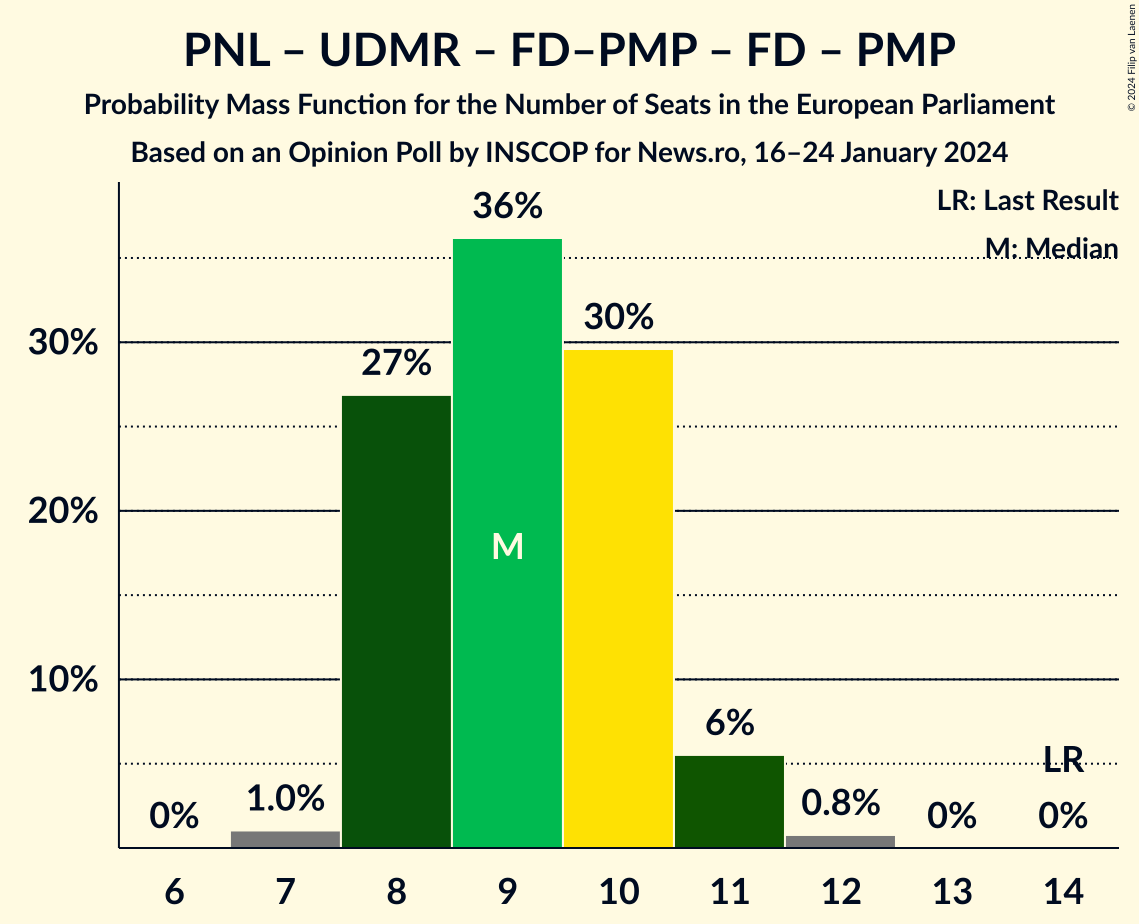 PNL – UDMR – FD–PMP – FD – PMP
Probability Mass Function for the Number of Seats in the European Parliament
Based on an Opinion Poll by INSCOP for News.ro, 16–24 January 2024
© 2024 Filip van Laenen
LR: Last Result
M: Median
30%
20%
10%
0%
1.0%
27%
36%
30%
6%
0.8%
0%
LR
0%
M
6 7 8 9 10 11 12 13 14